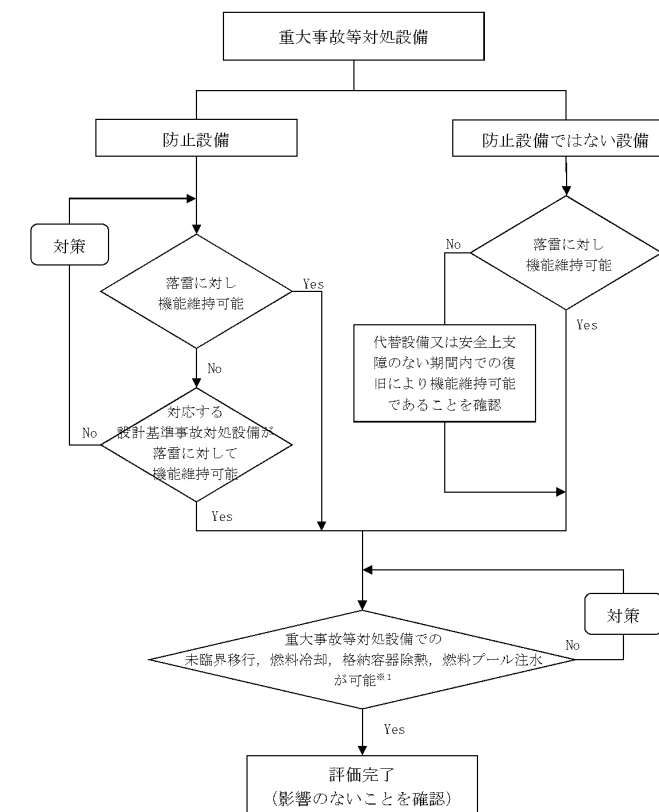 重大事故等対処設備
防止設備
防止設備ではない設備
対策
落雷に対し
機能維持可能
Yes
No
対応する
設計基準事故対処設備が
落雷に対して
機能維持可能
No
Yes
落雷に対し
機能維持可能
No
Yes
代替設備又は安全上支
障のない期間内での復
旧により機能維持可能
であることを確認
対策
重大事故等対処設備での
未臨界移行，燃料冷却，格納容器除熱，燃料プール注水
が可能※1
No
Yes
評価完了
（影響のないことを確認）